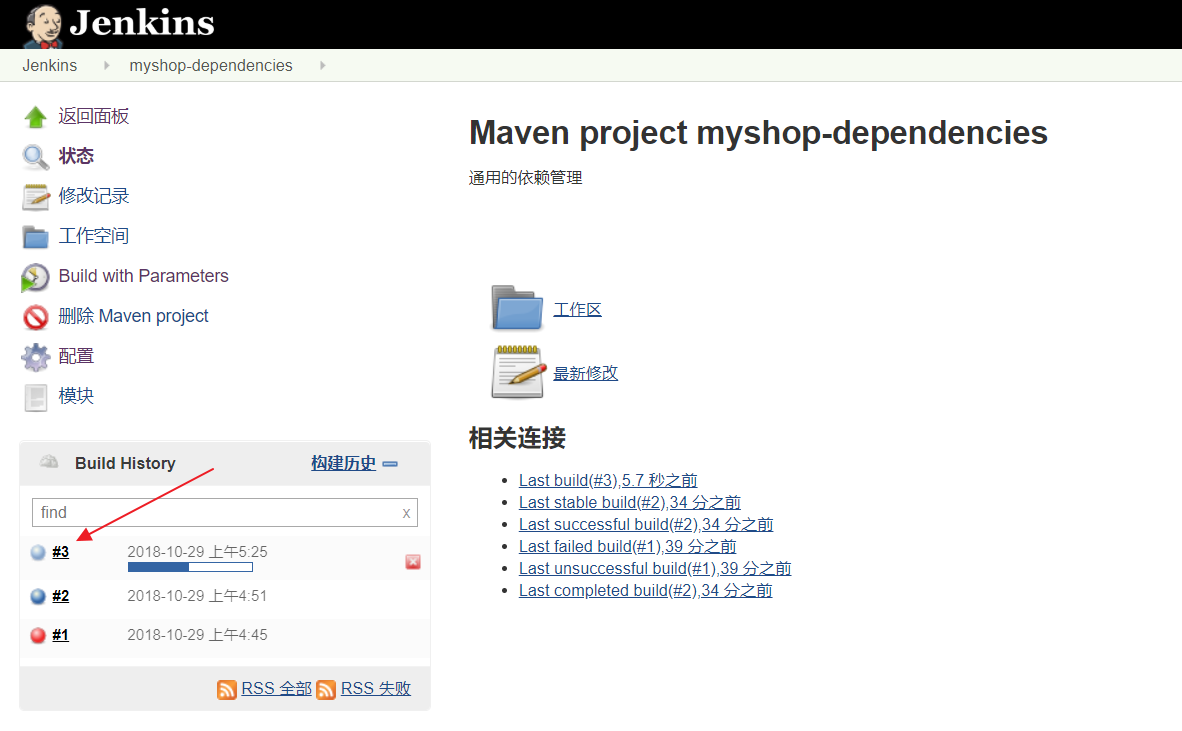 Jenkins
Jenkins myshop-dependencies
返回面板
状态
修改记录
工作空间
Build with Parameters
删除 Maven project
配置
模块
Build History 构建历史
find x
#3 2018-10-29 上午5:25
#2 2018-10-29 上午4:51
#1 2018-10-29 上午4:45
RSS 全部 RSS 失败
Maven project myshop-dependencies
通用的依赖管理
工作区
最新修改
相关连接
Last build(#3),5.7 秒之前
Last stable build(#2),34 分之前
Last successful build(#2),34 分之前
Last failed build(#1),39 分之前
Last unsuccessful build(#1),39 分之前
Last completed build(#2),34 分之前